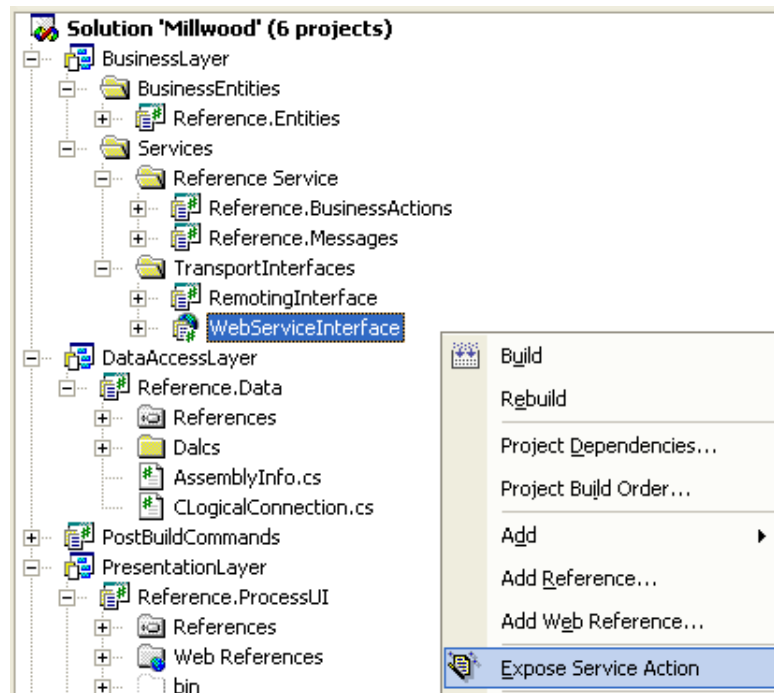 Solution 'Millwood' (6 projects)
BusinessLayer
BusinessEntities
Reference.Entities
Services
Reference Service
Reference.BusinessActions
Reference.Messages
TransportInterfaces
RemotingInterface
WebServiceInterface
DataAccessLayer
Reference.Data
References
Dalcs
AssemblyInfo.cs
CLogicalConnection.cs
PostBuildCommands
PresentationLayer
Reference.ProcessUI
References
Web References
bin
Build
Rebuild
Project Dependencies...
Project Build Order...
Add
Add Reference...
Add Web Reference...
Expose Service Action